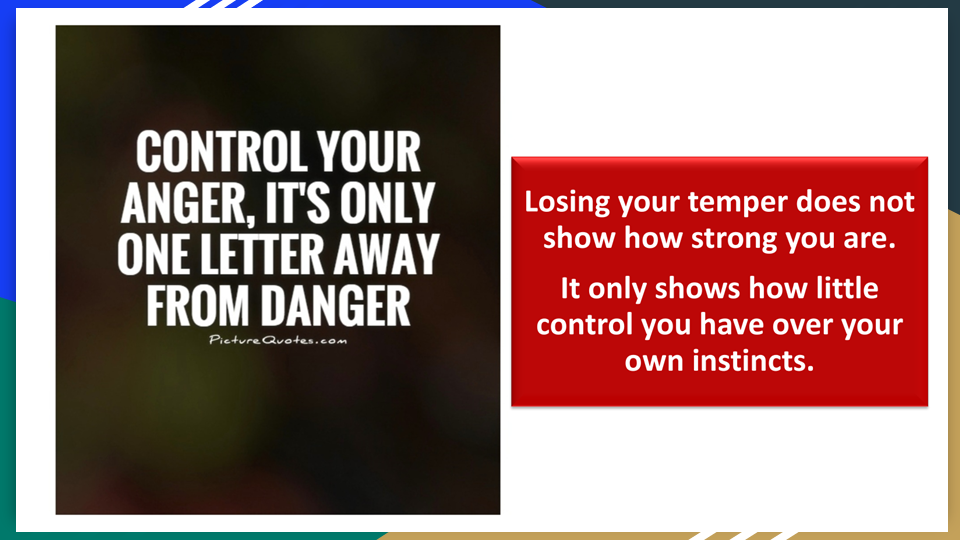 CONTROL YOUR
ANGER, IT'S ONLY
ONE LETTER AWAY
FROM DANGER
PictureQuotes.com
Losing your temper does not
show how strong you are.
It only shows how little
control you have over your
own instincts.